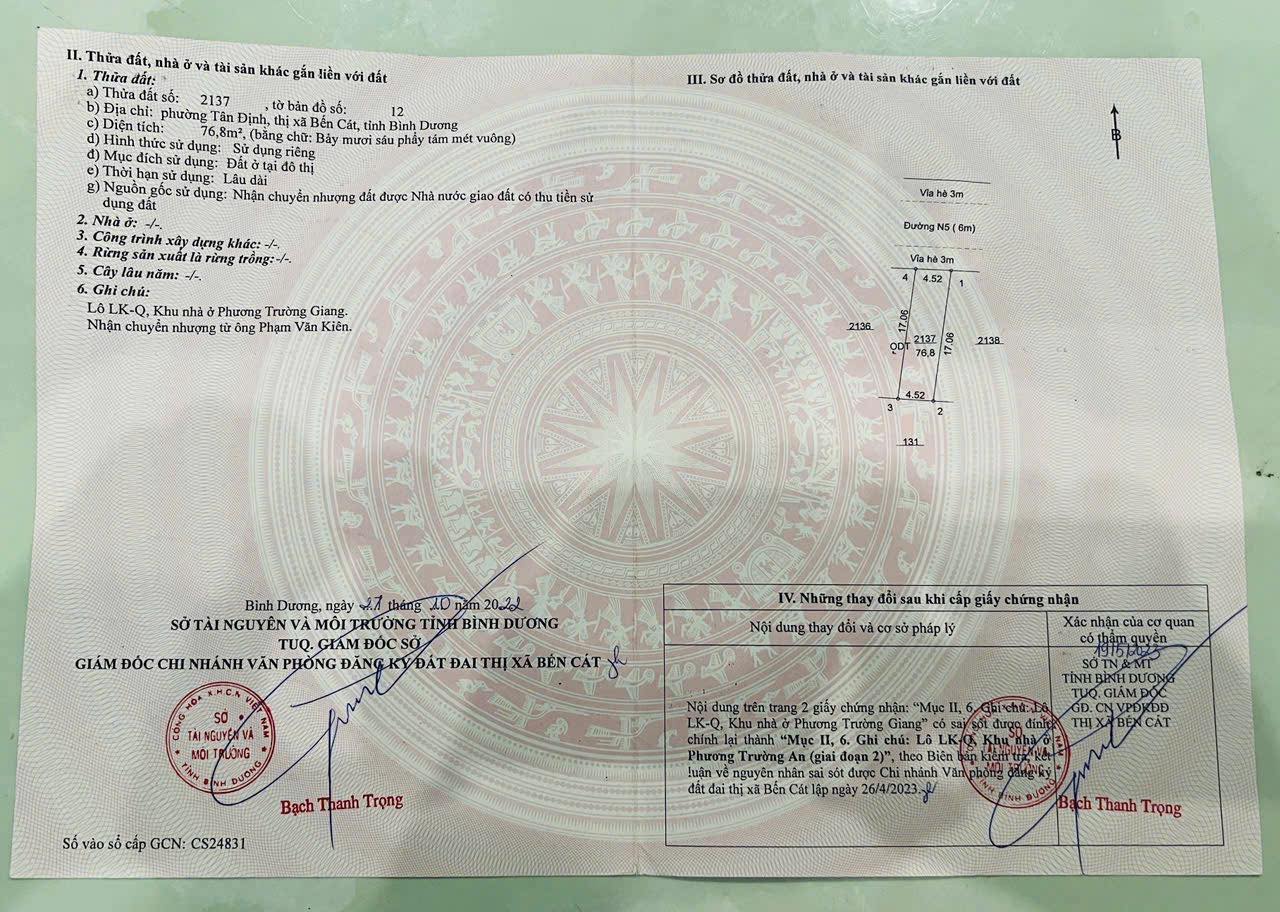 II. Thửa đất, nhà ở và tài sản khác gắn liền với đất
1. Thửa đất:
a) Thửa đất số: 2137 , tờ bản đồ số: 12
b) Địa chỉ: phường Tân Định, thị xã Bến Cát, tỉnh Bình Dương
c) Diện tích: 76,8m², (bằng chữ: Bảy mươi sáu phẩy tám mét vuông)
d) Hình thức sử dụng: Sử dụng riêng
đ) Mục đích sử dụng: Đất ở tại đô thị
e) Thời hạn sử dụng: Lâu dài
g) Nguồn gốc sử dụng: Nhận chuyển nhượng đất được Nhà nước giao đất có thu tiền sử
dụng đất
2. Nhà ở: -/-.
3. Công trình xây dựng khác: -/-.
4. Rừng sản xuất là rừng trồng:-/-.
5. Cây lâu năm: -/-.
6. Ghi chú:
Lô LK-Q, Khu nhà ở Phương Trường Giang.
Nhận chuyển nhượng từ ông Phạm Văn Kiên.
Bình Dương, ngày 27 tháng 10 năm 2022
SỞ TÀI NGUYÊN VÀ MÔI TRƯỜNG TỈNH BÌNH DƯƠNG
TUQ. GIÁM ĐỐC SỞ
GIÁM ĐỐC CHI NHÁNH VĂN PHÒNG ĐĂNG KÝ ĐẤT ĐAI THỊ XÃ BẾN CÁT
CỘNG HÒA X.H.C.N VIỆT NAM
SỞ
TÀI NGUYÊN VÀ
MÔI TRƯỜNG
TỈNH BÌNH DƯƠNG
Bạch Thanh Trọng
Số vào sổ cấp GCN: CS24831
III. Sơ đồ thửa đất, nhà ở và tài sản khác gắn liền với đất
B
Vỉa hè 3m
Đường N5 ( 6m)
Vỉa hè 3m
4 4.52 1
17.06
2136
2137
2138
ODT
76,8
17.06
4.52
3 2
131
IV. Những thay đổi sau khi cấp giấy chứng nhận
Nội dung thay đổi và cơ sở pháp lý
Xác nhận của cơ quan
có thẩm quyền
19/5/2023
SỞ TN & MT
TỈNH BÌNH DƯƠNG
TUQ. GIÁM ĐỐC
GĐ. CN VPĐKĐĐ
THỊ XÃ BẾN CÁT
Nội dung trên trang 2 giấy chứng nhận: “Mục II, 6. Ghi chú: Lô
LK-Q, Khu nhà ở Phương Trường Giang” có sai sót được đính
chính lại thành “Mục II, 6. Ghi chú: Lô LK-Q, Khu nhà ở
Phương Trường An (giai đoạn 2)”, theo Biên bản kiểm tra, kết
luận về nguyên nhân sai sót được Chi nhánh Văn phòng đăng ký
đất đai thị xã Bến Cát lập ngày 26/4/2023
Bạch Thanh Trọng